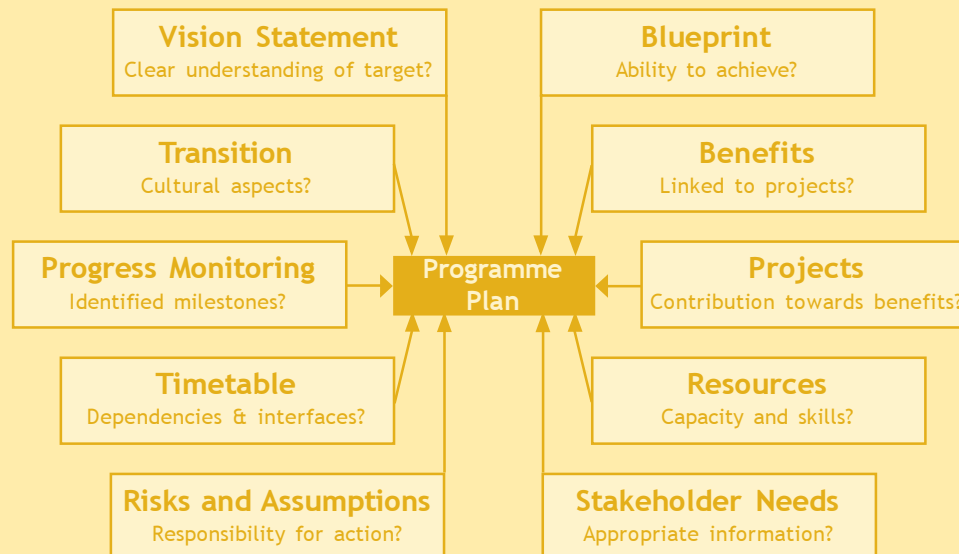 Vision Statement
Clear understanding of target?
Blueprint
Ability to achieve?
Transition
Cultural aspects?
Benefits
Linked to projects?
Progress Monitoring
Identified milestones?
Programme
Plan
Projects
Contribution towards benefits?
Timetable
Dependencies & interfaces?
Resources
Capacity and skills?
Risks and Assumptions
Responsibility for action?
Stakeholder Needs
Appropriate information?